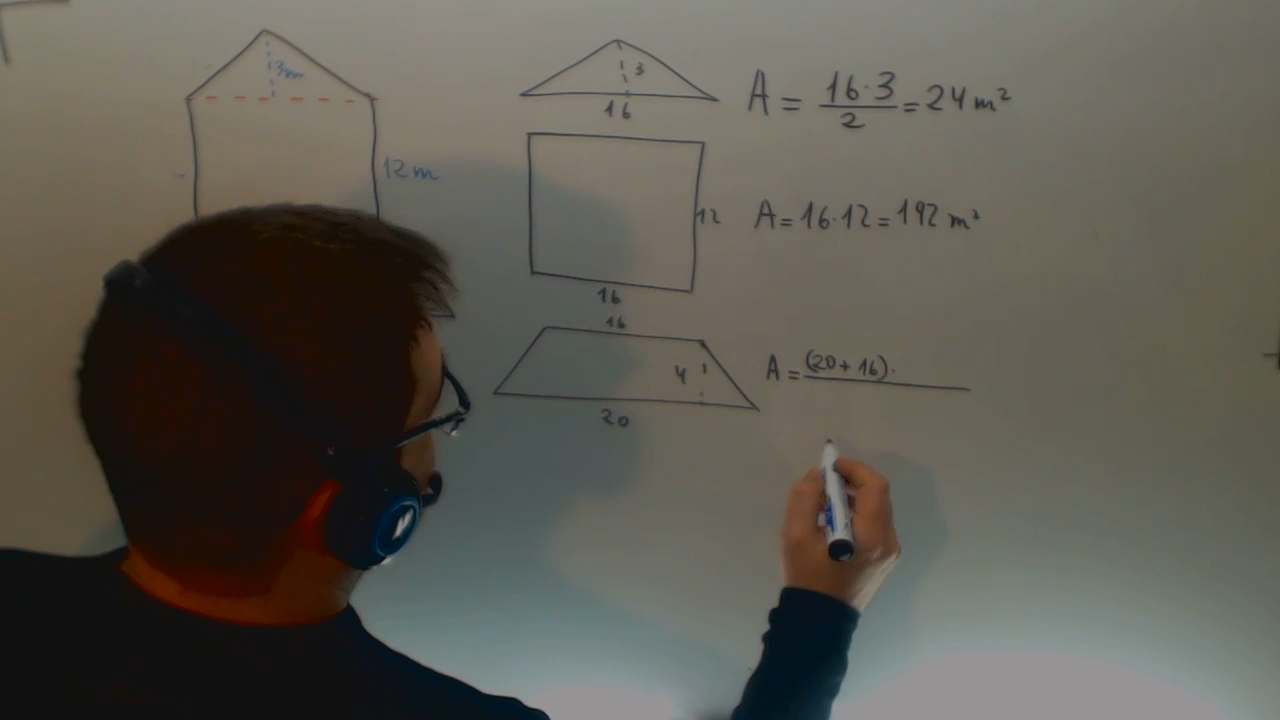 3m
12m
3
16
A = 16·3/2 = 24 m²
12
16
A = 16·12 = 192 m²
16
4
20
A = (20 + 16)·